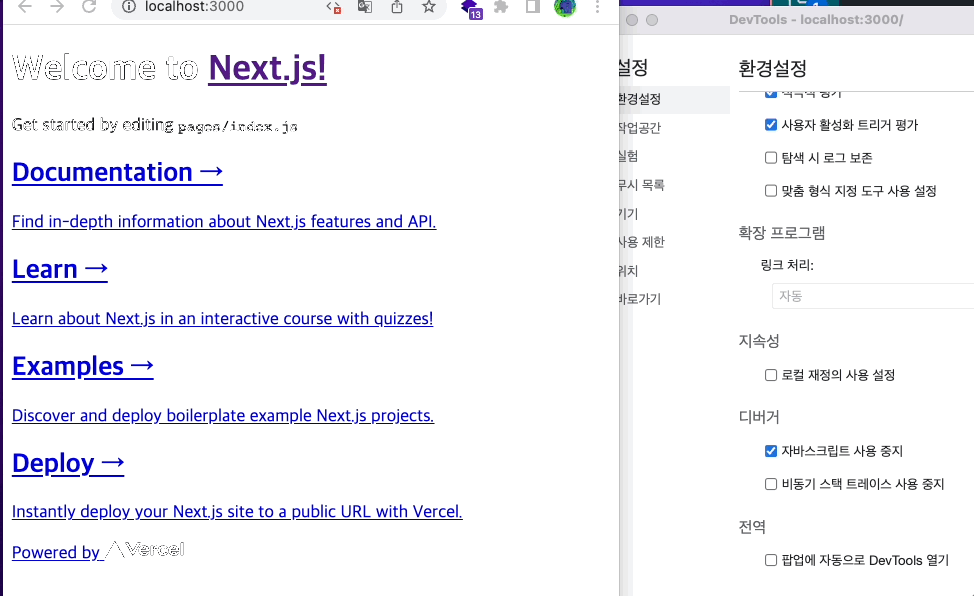 localhost:3000
13
Welcome to Next.js!
Get started by editing pages/index.js
Documentation →
Find in-depth information about Next.js features and API.
Learn →
Learn about Next.js in an interactive course with quizzes!
Examples →
Discover and deploy boilerplate example Next.js projects.
Deploy →
Instantly deploy your Next.js site to a public URL with Vercel.
Powered by Vercel
DevTools - localhost:3000/
설정
환경설정
작업공간
실험
무시 목록
기기
사용 제한
위치
바로가기
환경설정
사용자 활성화 트리거 평가
탐색 시 로그 보존
맞춤 형식 지정 도구 사용 설정
확장 프로그램
링크 처리:
자동
지속성
로컬 재정의 사용 설정
디버거
자바스크립트 사용 중지
비동기 스택 트레이스 사용 중지
전역
팝업에 자동으로 DevTools 열기